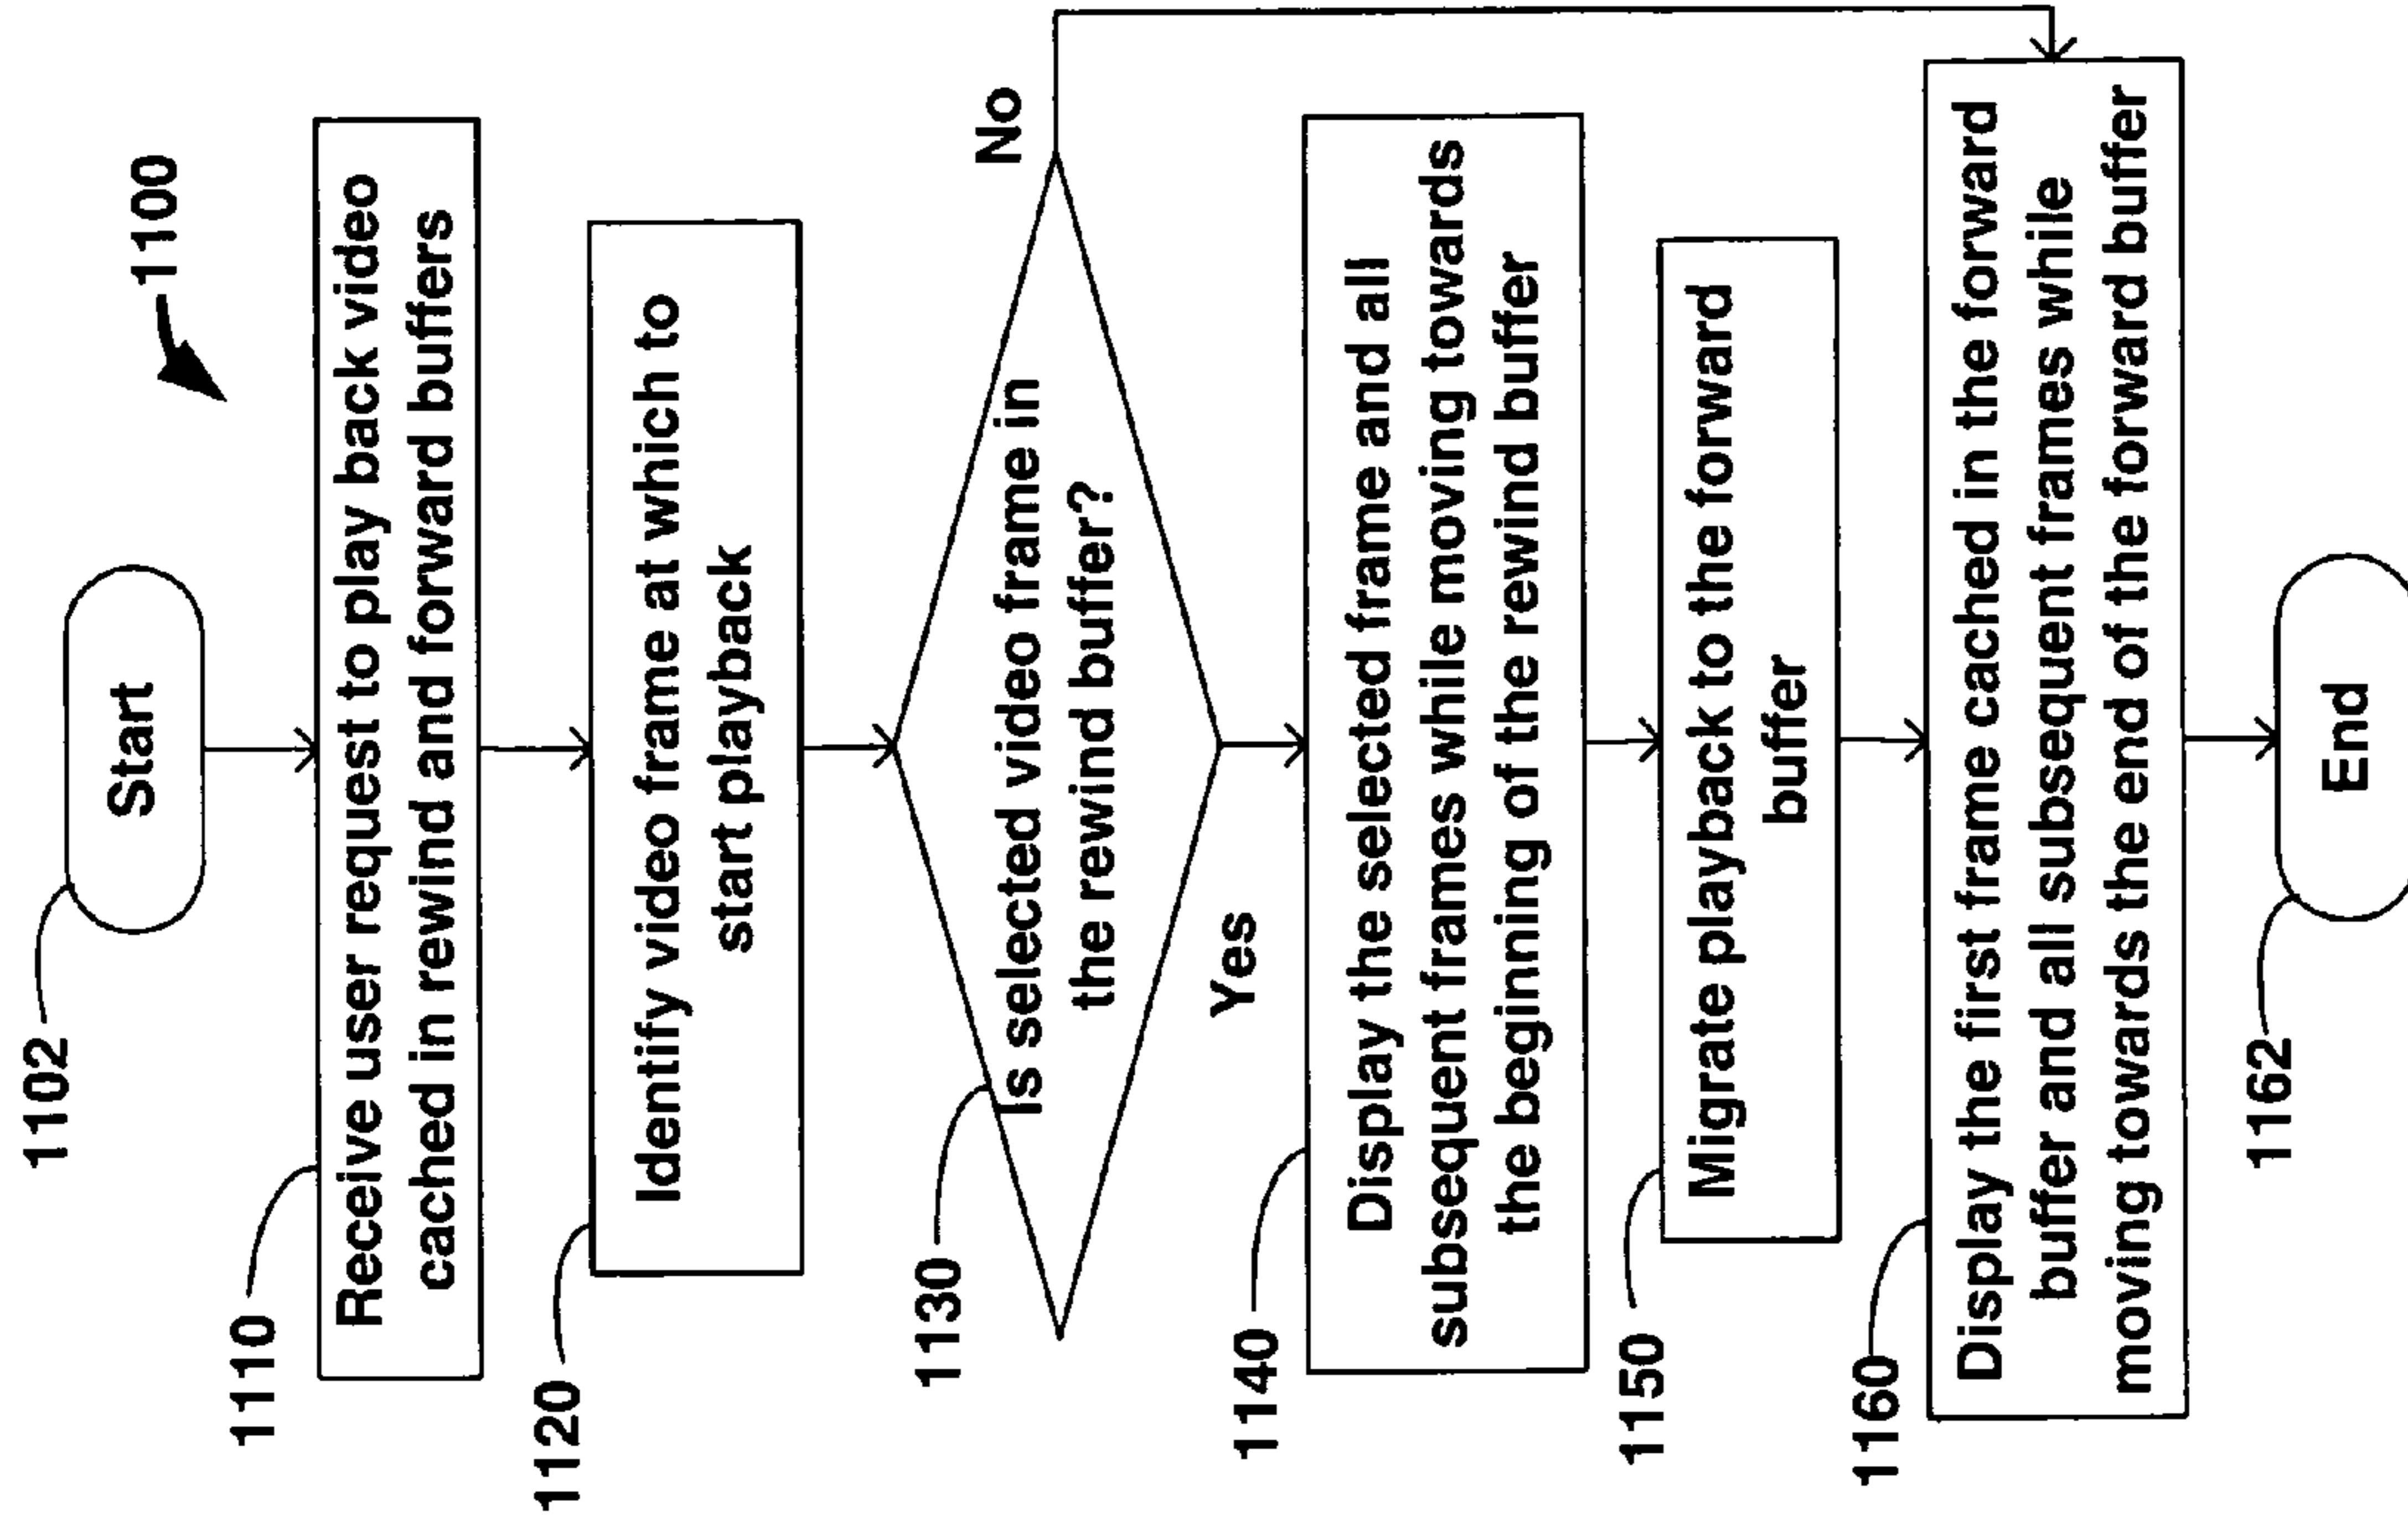 1100
1102
Start
1110
Receive user request to play back video
cached in rewind and forward buffers
1120
Identify video frame at which to
start playback
1130
Is selected video frame in
the rewind buffer?
No
Yes
1140
Display the selected frame and all
subsequent frames while moving towards
the beginning of the rewind buffer
1150
Migrate playback to the forward
buffer
1160
Display the first frame cached in the forward
buffer and all subsequent frames while
moving towards the end of the forward buffer
1162
End